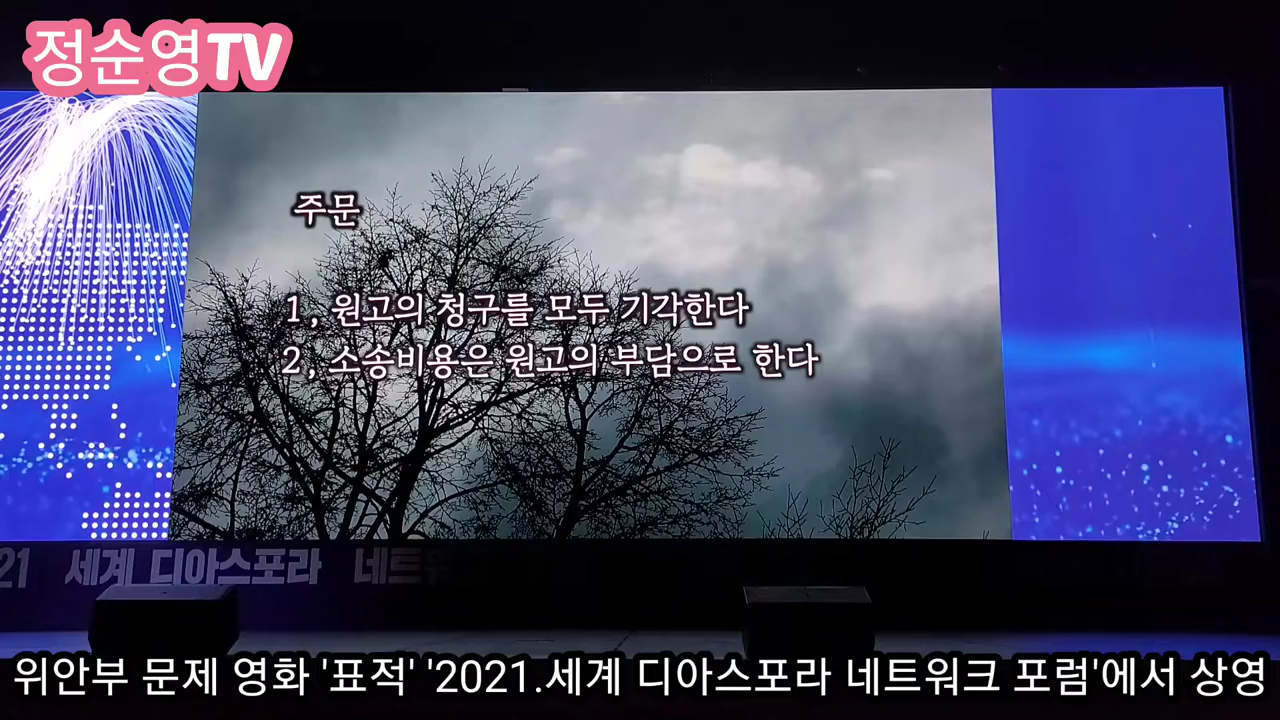 정순영TV
주문
1, 원고의 청구를 모두 기각한다
2, 소송비용은 원고의 부담으로 한다
21 세계 디아스포라 네트워크
위안부 문제 영화 '표적' '2021.세계 디아스포라 네트워크 포럼'에서 상영